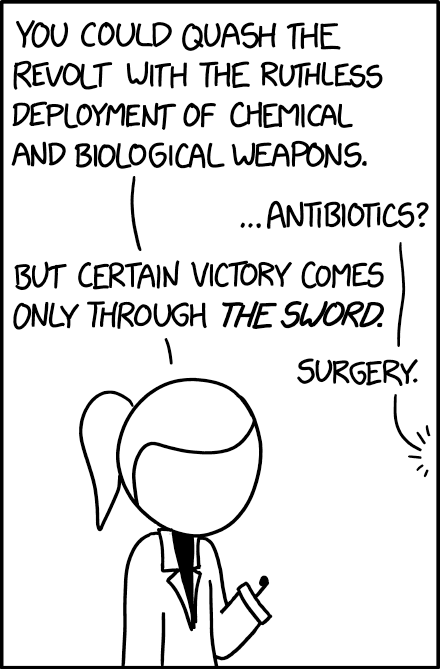 YOU COULD QUASH THE
REVOLT WITH THE RUTHLESS
DEPLOYMENT OF CHEMICAL
AND BIOLOGICAL WEAPONS.
...ANTIBIOTICS?
BUT CERTAIN VICTORY COMES
ONLY THROUGH THE SWORD.
SURGERY.